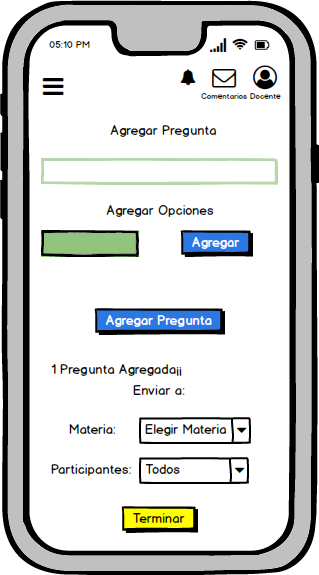 05:10 PM
Comentarios Docente
Agregar Pregunta
Agregar Opciones
Agregar
Agregar Pregunta
1 Pregunta Agregada¡¡
Enviar a:
Materia: Elegir Materia
Participantes: Todos
Terminar